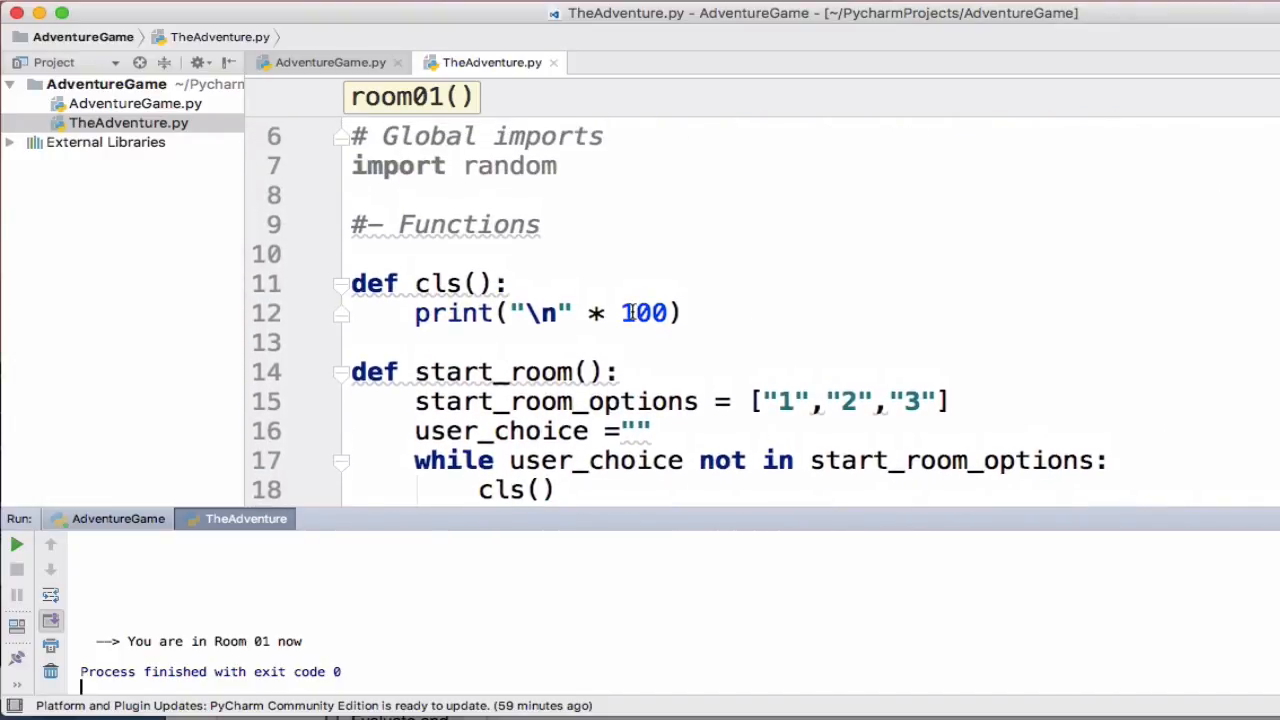 TheAdventure.py - AdventureGame - [~/PycharmProjects/AdventureGame]
AdventureGame TheAdventure.py
Project AdventureGame.py TheAdventure.py
AdventureGame ~/Pycharm
AdventureGame.py
TheAdventure.py
External Libraries
room01()
6 # Global imports
7 import random
8
9 #- Functions
10
11 def cls():
12 print("\n" * 100)
13
14 def start_room():
15 start_room_options = ["1","2","3"]
16 user_choice =""
17 while user_choice not in start_room_options:
18 cls()
Run: AdventureGame TheAdventure
——> You are in Room 01 now
Process finished with exit code 0
Platform and Plugin Updates: PyCharm Community Edition is ready to update. (59 minutes ago)